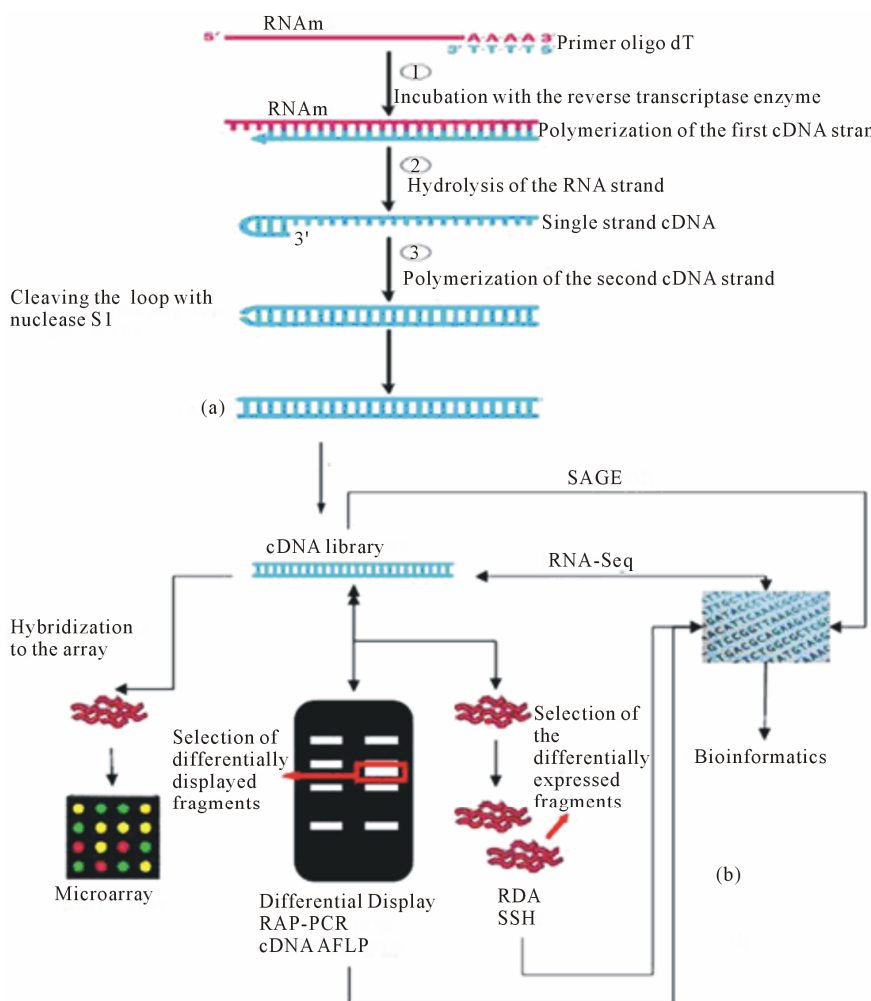 RNAm
5' A A A A 3'
3' T T T T 5' Primer oligo dT
1
Incubation with the reverse transcriptase enzyme
RNAm
Polymerization of the first cDNA stran
2
Hydrolysis of the RNA strand
Single strand cDNA
3'
3
Polymerization of the second cDNA strand
Cleaving the loop with
nuclease S1
(a)
SAGE
cDNA library
RNA-Seq
Hybridization
to the array
Selection of
differentially
displayed
fragments
Selection of
the
differentially
expressed
fragments
Bioinformatics
Microarray
Differential Display
RAP-PCR
cDNA AFLP
RDA
SSH
(b)